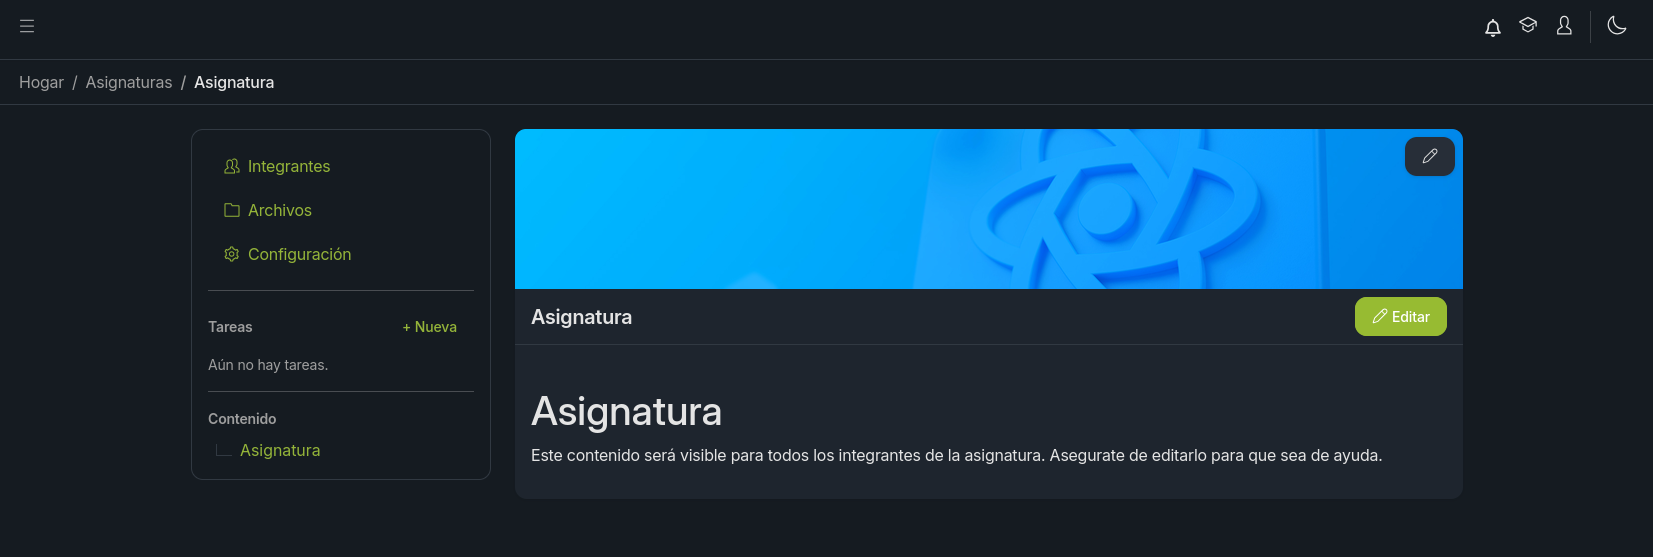 Hogar / Asignaturas / Asignatura
Integrantes
Archivos
Configuración
Tareas + Nueva
Aún no hay tareas.
Contenido
Asignatura
Asignatura Editar
Asignatura
Este contenido será visible para todos los integrantes de la asignatura. Asegurate de editarlo para que sea de ayuda.